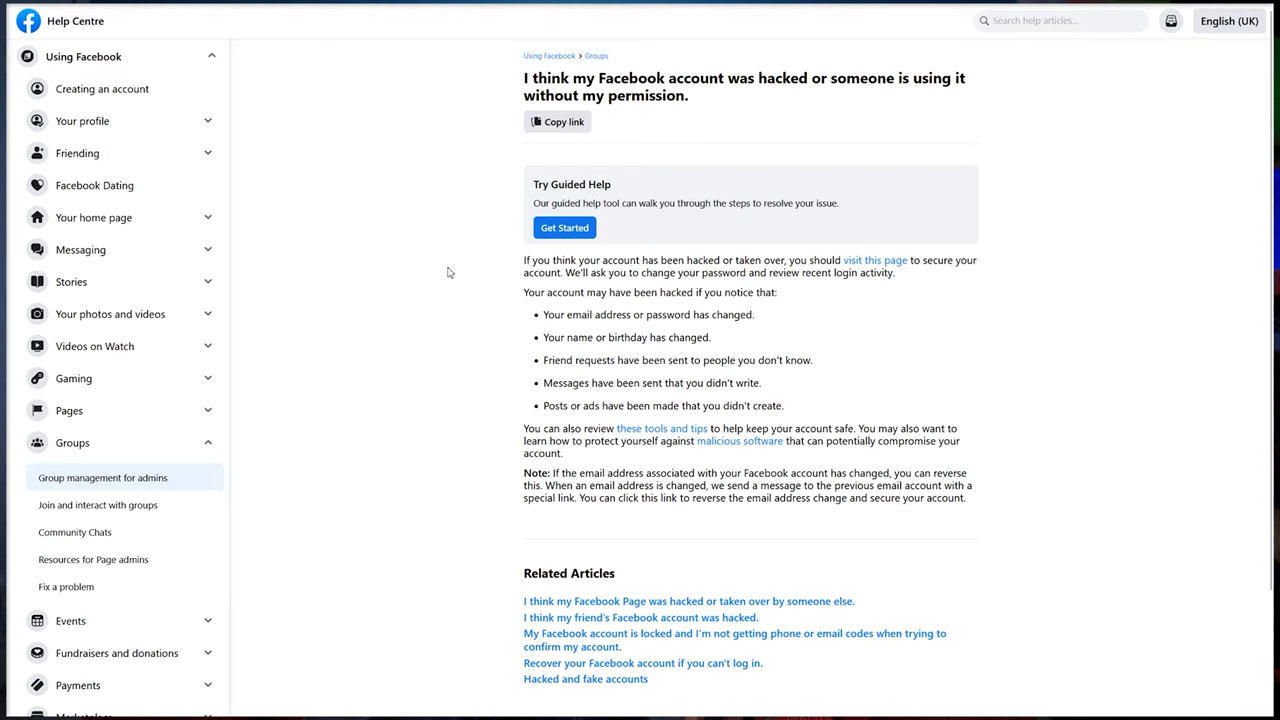 Help Centre
Search help articles...
English (UK)
Using Facebook
Creating an account
Your profile
Friending
Facebook Dating
Your home page
Messaging
Stories
Your photos and videos
Videos on Watch
Gaming
Pages
Groups
Group management for admins
Join and interact with groups
Community Chats
Resources for Page admins
Fix a problem
Events
Fundraisers and donations
Payments
Using Facebook > Groups
I think my Facebook account was hacked or someone is using it
without my permission.
Copy link
Try Guided Help
Our guided help tool can walk you through the steps to resolve your issue.
Get Started
If you think your account has been hacked or taken over, you should visit this page to secure your
account. We'll ask you to change your password and review recent login activity.
Your account may have been hacked if you notice that:
• Your email address or password has changed.
• Your name or birthday has changed.
• Friend requests have been sent to people you don't know.
• Messages have been sent that you didn't write.
• Posts or ads have been made that you didn't create.
You can also review these tools and tips to help keep your account safe. You may also want to
learn how to protect yourself against malicious software that can potentially compromise your
account.
Note: If the email address associated with your Facebook account has changed, you can reverse
this. When an email address is changed, we send a message to the previous email account with a
special link. You can click this link to reverse the email address change and secure your account.
Related Articles
I think my Facebook Page was hacked or taken over by someone else.
I think my friend's Facebook account was hacked.
My Facebook account is locked and I'm not getting phone or email codes when trying to
confirm my account.
Recover your Facebook account if you can't log in.
Hacked and fake accounts